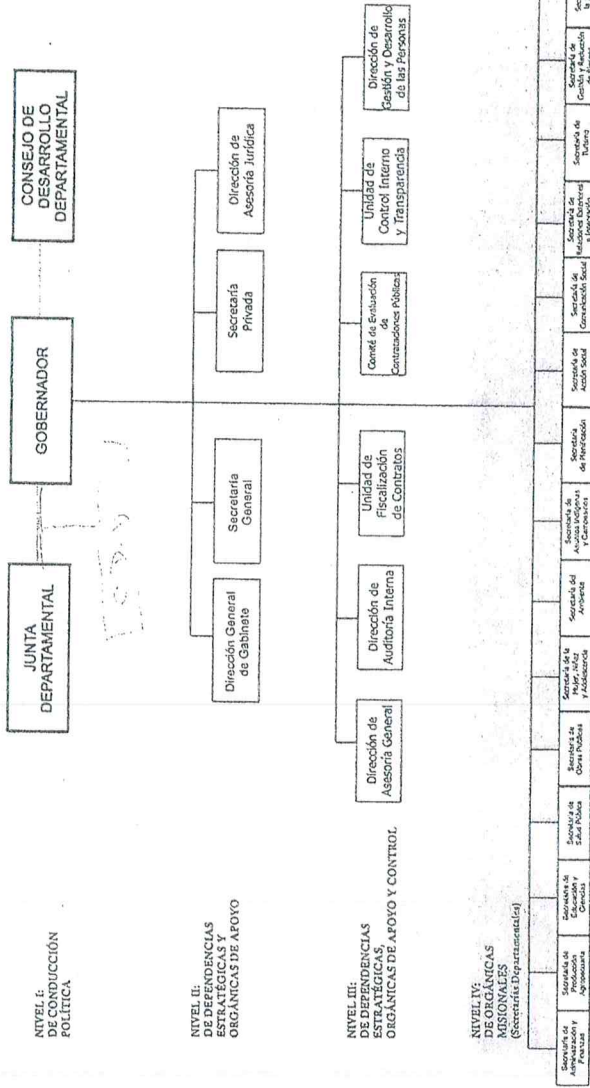 NIVEL I:
DE CONDUCCIÓN
POLÍTICA
JUNTA
DEPARTAMENTAL
GOBERNADOR
CONSEJO DE
DESARROLLO
DEPARTAMENTAL
NIVEL II:
DE DEPENDENCIAS
ESTRATÉGICAS Y
ORGÁNICAS DE APOYO
Dirección General
de Gabinete
Secretaría
General
Secretaría
Privada
Dirección de
Asesoría Jurídica
NIVEL III:
DE DEPENDENCIAS
ESTRATÉGICAS,
ORGÁNICAS DE APOYO Y CONTROL
Dirección de
Asesoría General
Dirección de
Auditoría Interna
Unidad de
Fiscalización
de Contratos
Comité de Evaluación
de
Contrataciones Públicas
Unidad de
Control Interno
y Transparencia
Dirección de
Gestión y Desarrollo
de las Personas
NIVEL IV:
DE ORGÁNICAS
MISIONALES
(Secretarías Departamentales)
Secretaría de
Administración y
Finanzas
Secretaría de
Producción
Agropecuaria
Secretaría de
Educación y
Ciencias
Secretaría de
Salud Pública
Secretaría de
Obras Públicas
Secretaría de la
Mujer, Niñez
y Adolescencia
Secretaría del
Ambiente
Secretaría de
Asuntos Indígenas
y Campesinos
Secretaría
de Planificación
Secretaría de
Acción Social
Secretaría de
Comunicación Social
Secretaría de
Relaciones Exteriores
Secretaría de
Turismo
Secretaría de
Gestión y Reducción